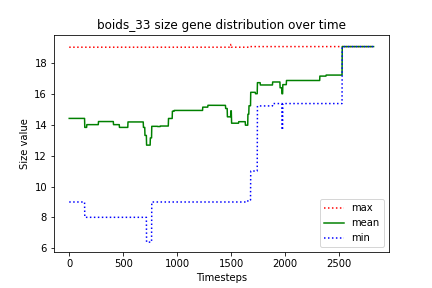 boids_33 size gene distribution over time
Size value
18
16
14
12
10
8
6
0
500
1000
1500
2000
2500
Timesteps
max
mean
min